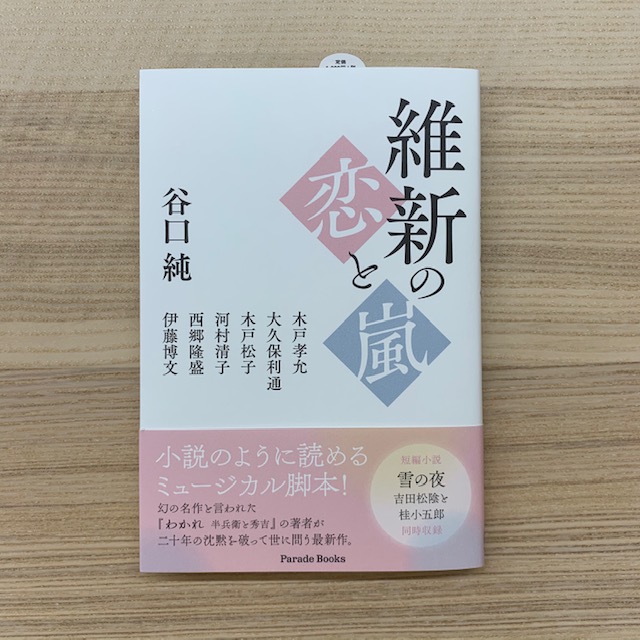 定価
維新の
恋と嵐
谷口 純
木戸孝允
大久保利通
木戸松子
河村清子
西郷隆盛
伊藤博文
小説のように読める
ミュージカル脚本!
幻の名作と言われた
『わかれ 半兵衛と秀吉』の著者が
二十年の沈黙を破って世に問う最新作。
短編小説
雪の夜
吉田松陰と
桂小五郎
同時収録
Parade Books